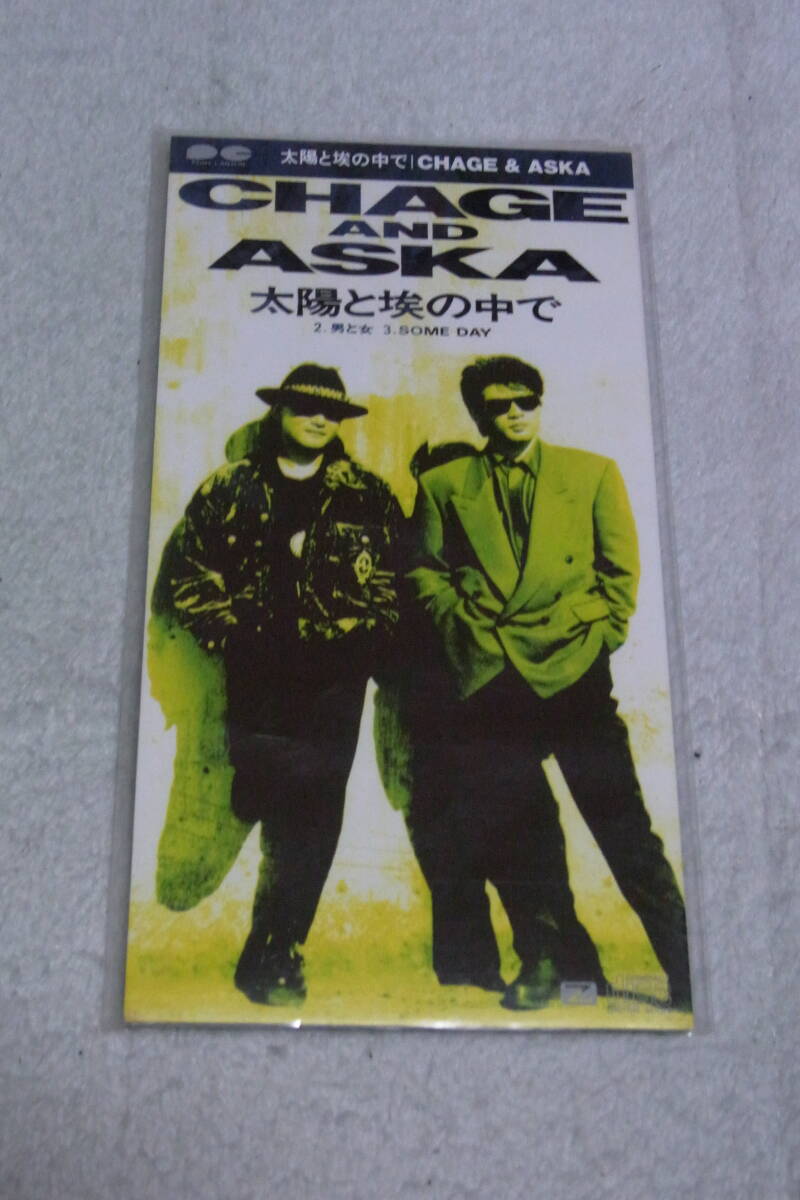 太陽と埃の中で|CHAGE & ASKA
CHAGE
AND
ASKA
太陽と埃の中で
2. 男と女 3. SOME DAY